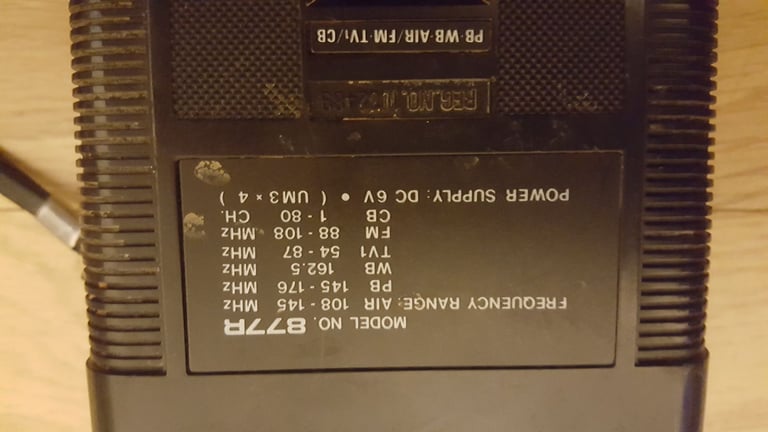 MODEL NO. 877R
FREQUENCY RANGE: AIR 108 - 145 MHz
PB 145 - 176 MHz
WB 162.5 MHz
TV1 54 - 87 MHz
FM 88 - 108 MHz
CB 1 - 80 CH.
POWER SUPPLY: DC 6V • ( UM3 × 4 )
REG.NO.
PB·WB·AIR/FM·TV₁/CB